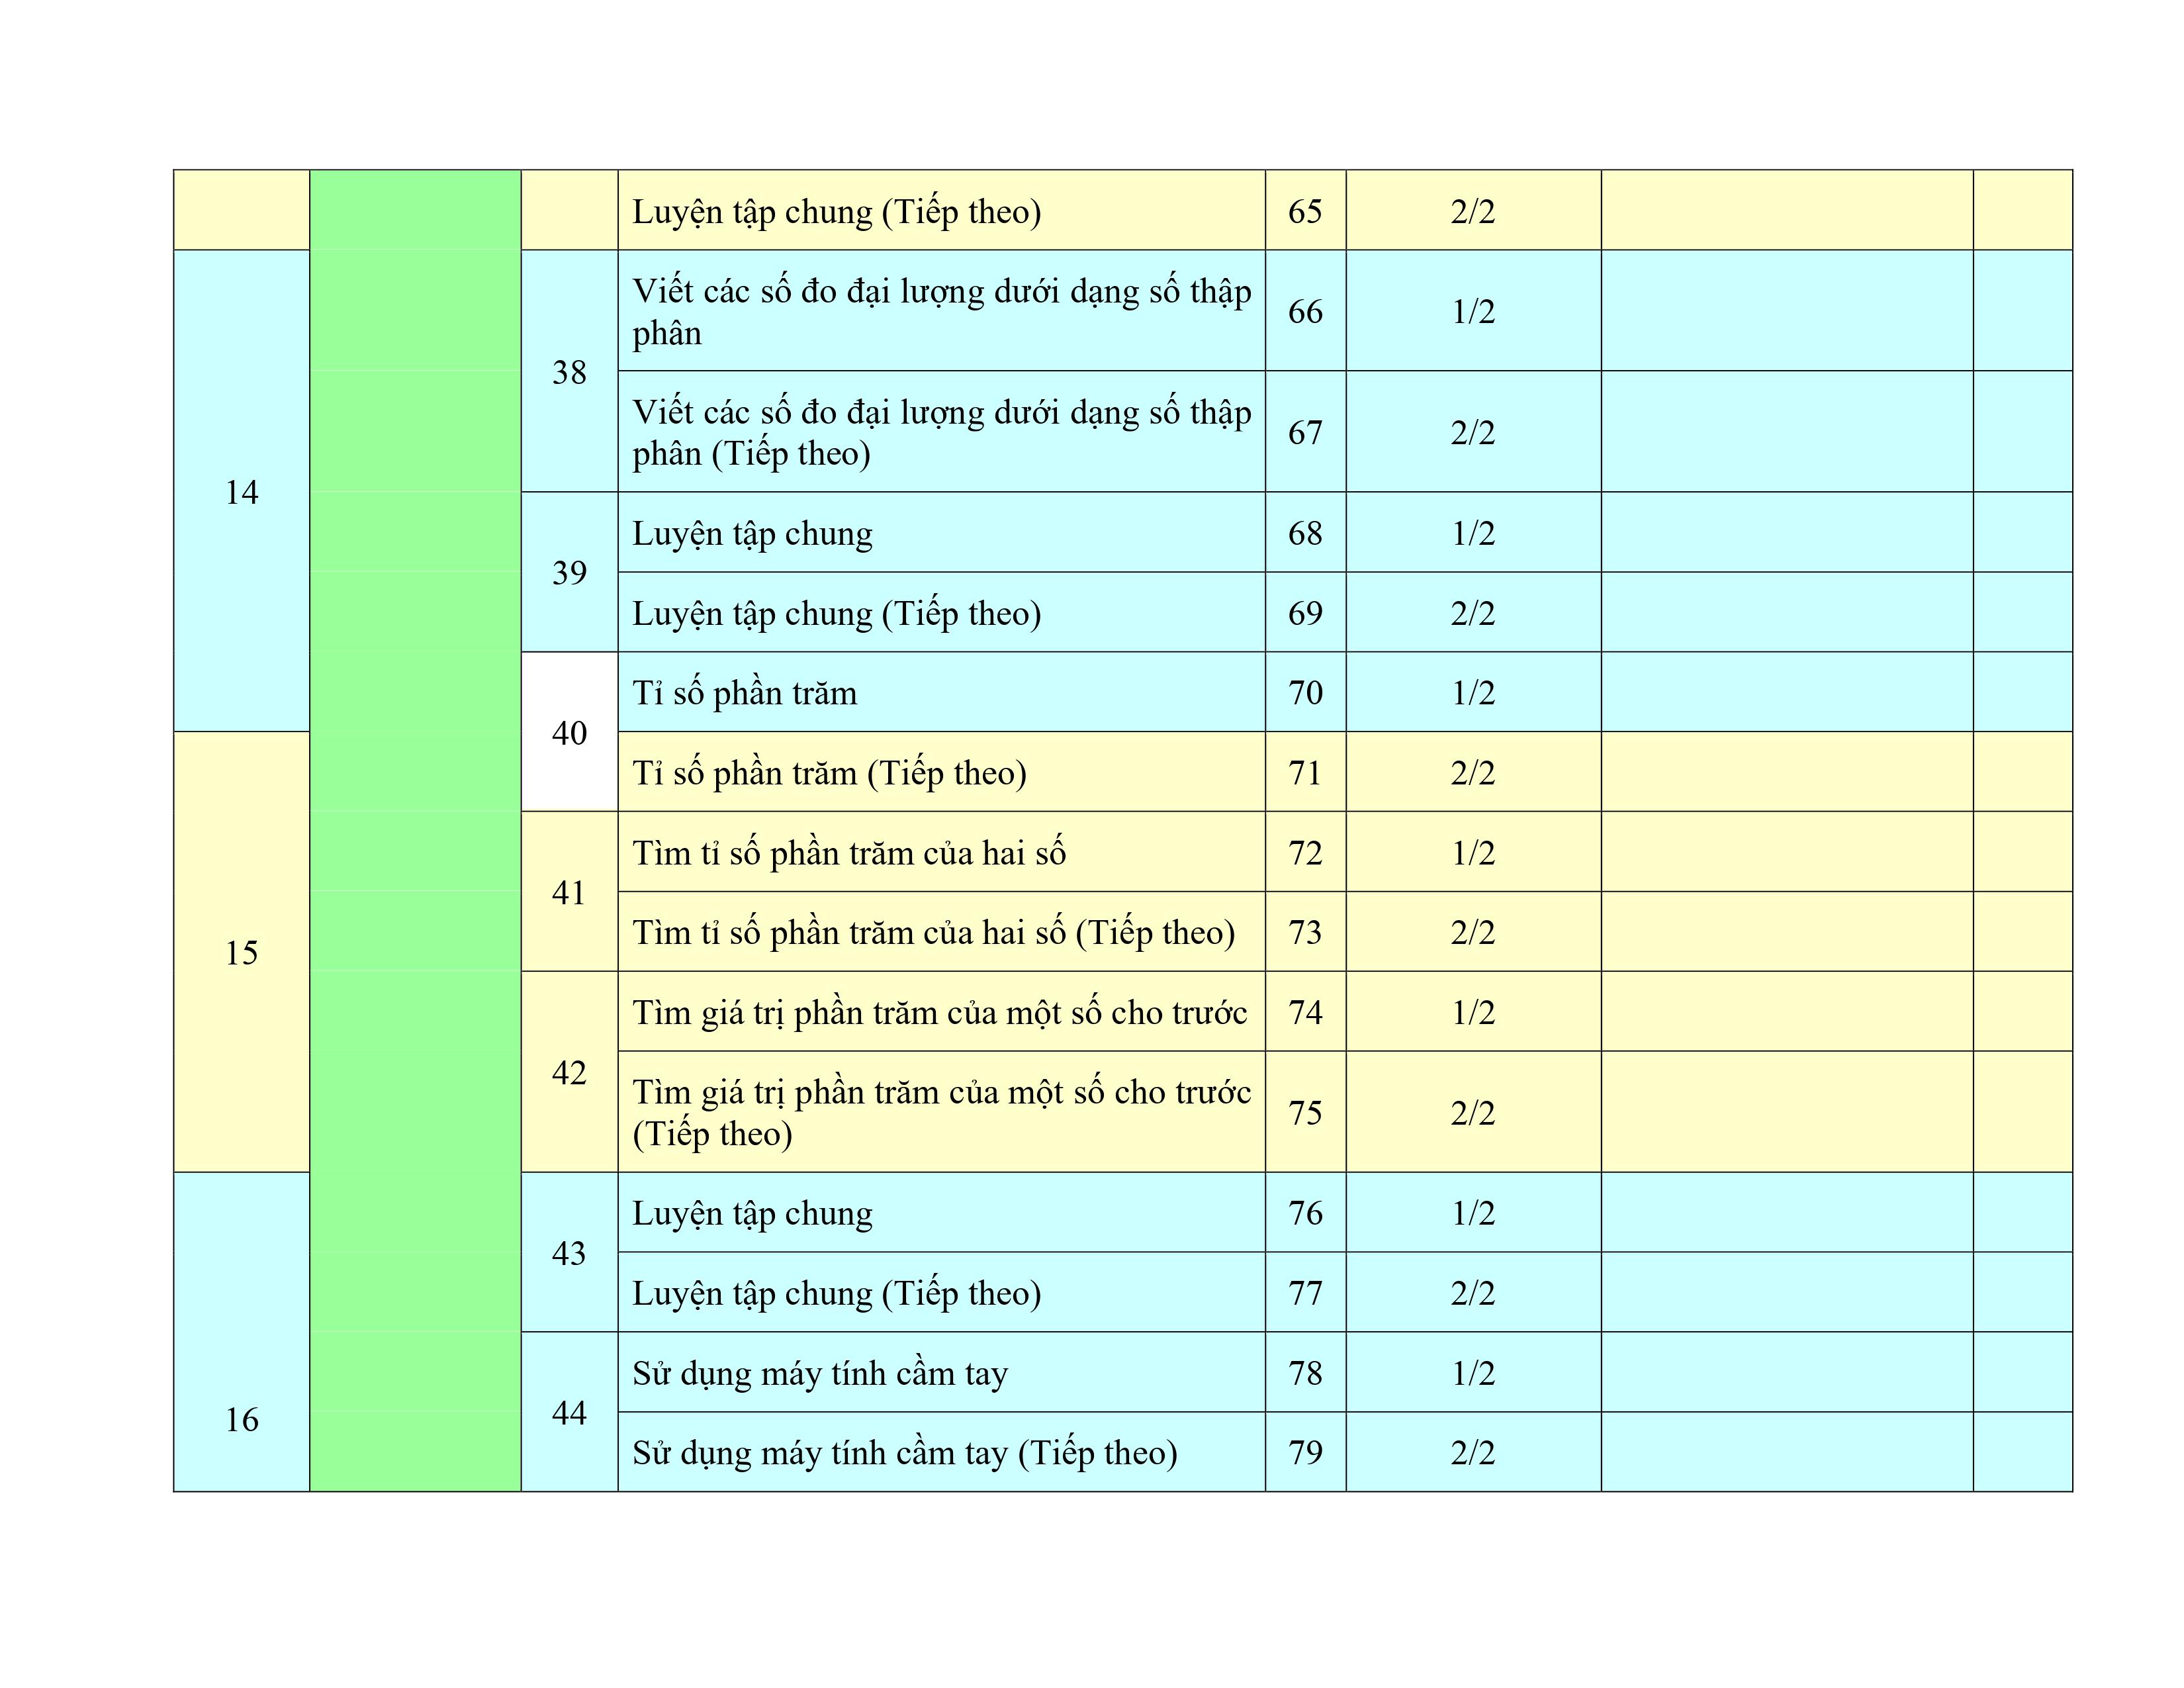 Luyện tập chung (Tiếp theo) 65 2/2
14
38
Viết các số đo đại lượng dưới dạng số thập
phân
66 1/2
Viết các số đo đại lượng dưới dạng số thập
phân (Tiếp theo)
67 2/2
39
Luyện tập chung 68 1/2
Luyện tập chung (Tiếp theo) 69 2/2
40
Tỉ số phần trăm 70 1/2
15
Tỉ số phần trăm (Tiếp theo) 71 2/2
41
Tìm tỉ số phần trăm của hai số 72 1/2
Tìm tỉ số phần trăm của hai số (Tiếp theo) 73 2/2
42
Tìm giá trị phần trăm của một số cho trước 74 1/2
Tìm giá trị phần trăm của một số cho trước
(Tiếp theo)
75 2/2
16
43
Luyện tập chung 76 1/2
Luyện tập chung (Tiếp theo) 77 2/2
44
Sử dụng máy tính cầm tay 78 1/2
Sử dụng máy tính cầm tay (Tiếp theo) 79 2/2